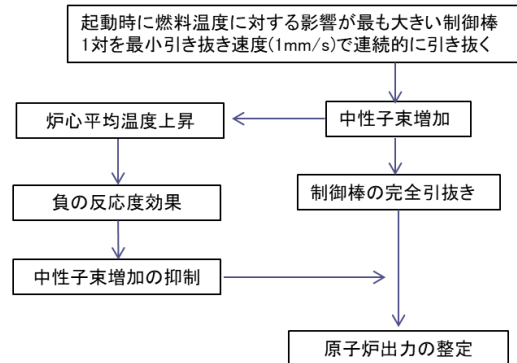 起動時に燃料温度に対する影響が最も大きい制御棒
1対を最小引き抜き速度(1mm/s)で連続的に引き抜く
炉心平均温度上昇
中性子束増加
負の反応度効果
制御棒の完全引抜き
中性子束増加の抑制
原子炉出力の整定